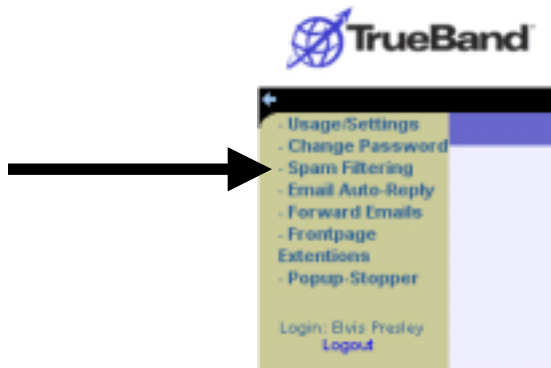 TrueBand
- Usage/Settings
- Change Password
- Spam Filtering
- Email Auto-Reply
- Forward Emails
- Frontpage
Extentions
- Popup-Stopper
Login: Elvis Presley
Logout